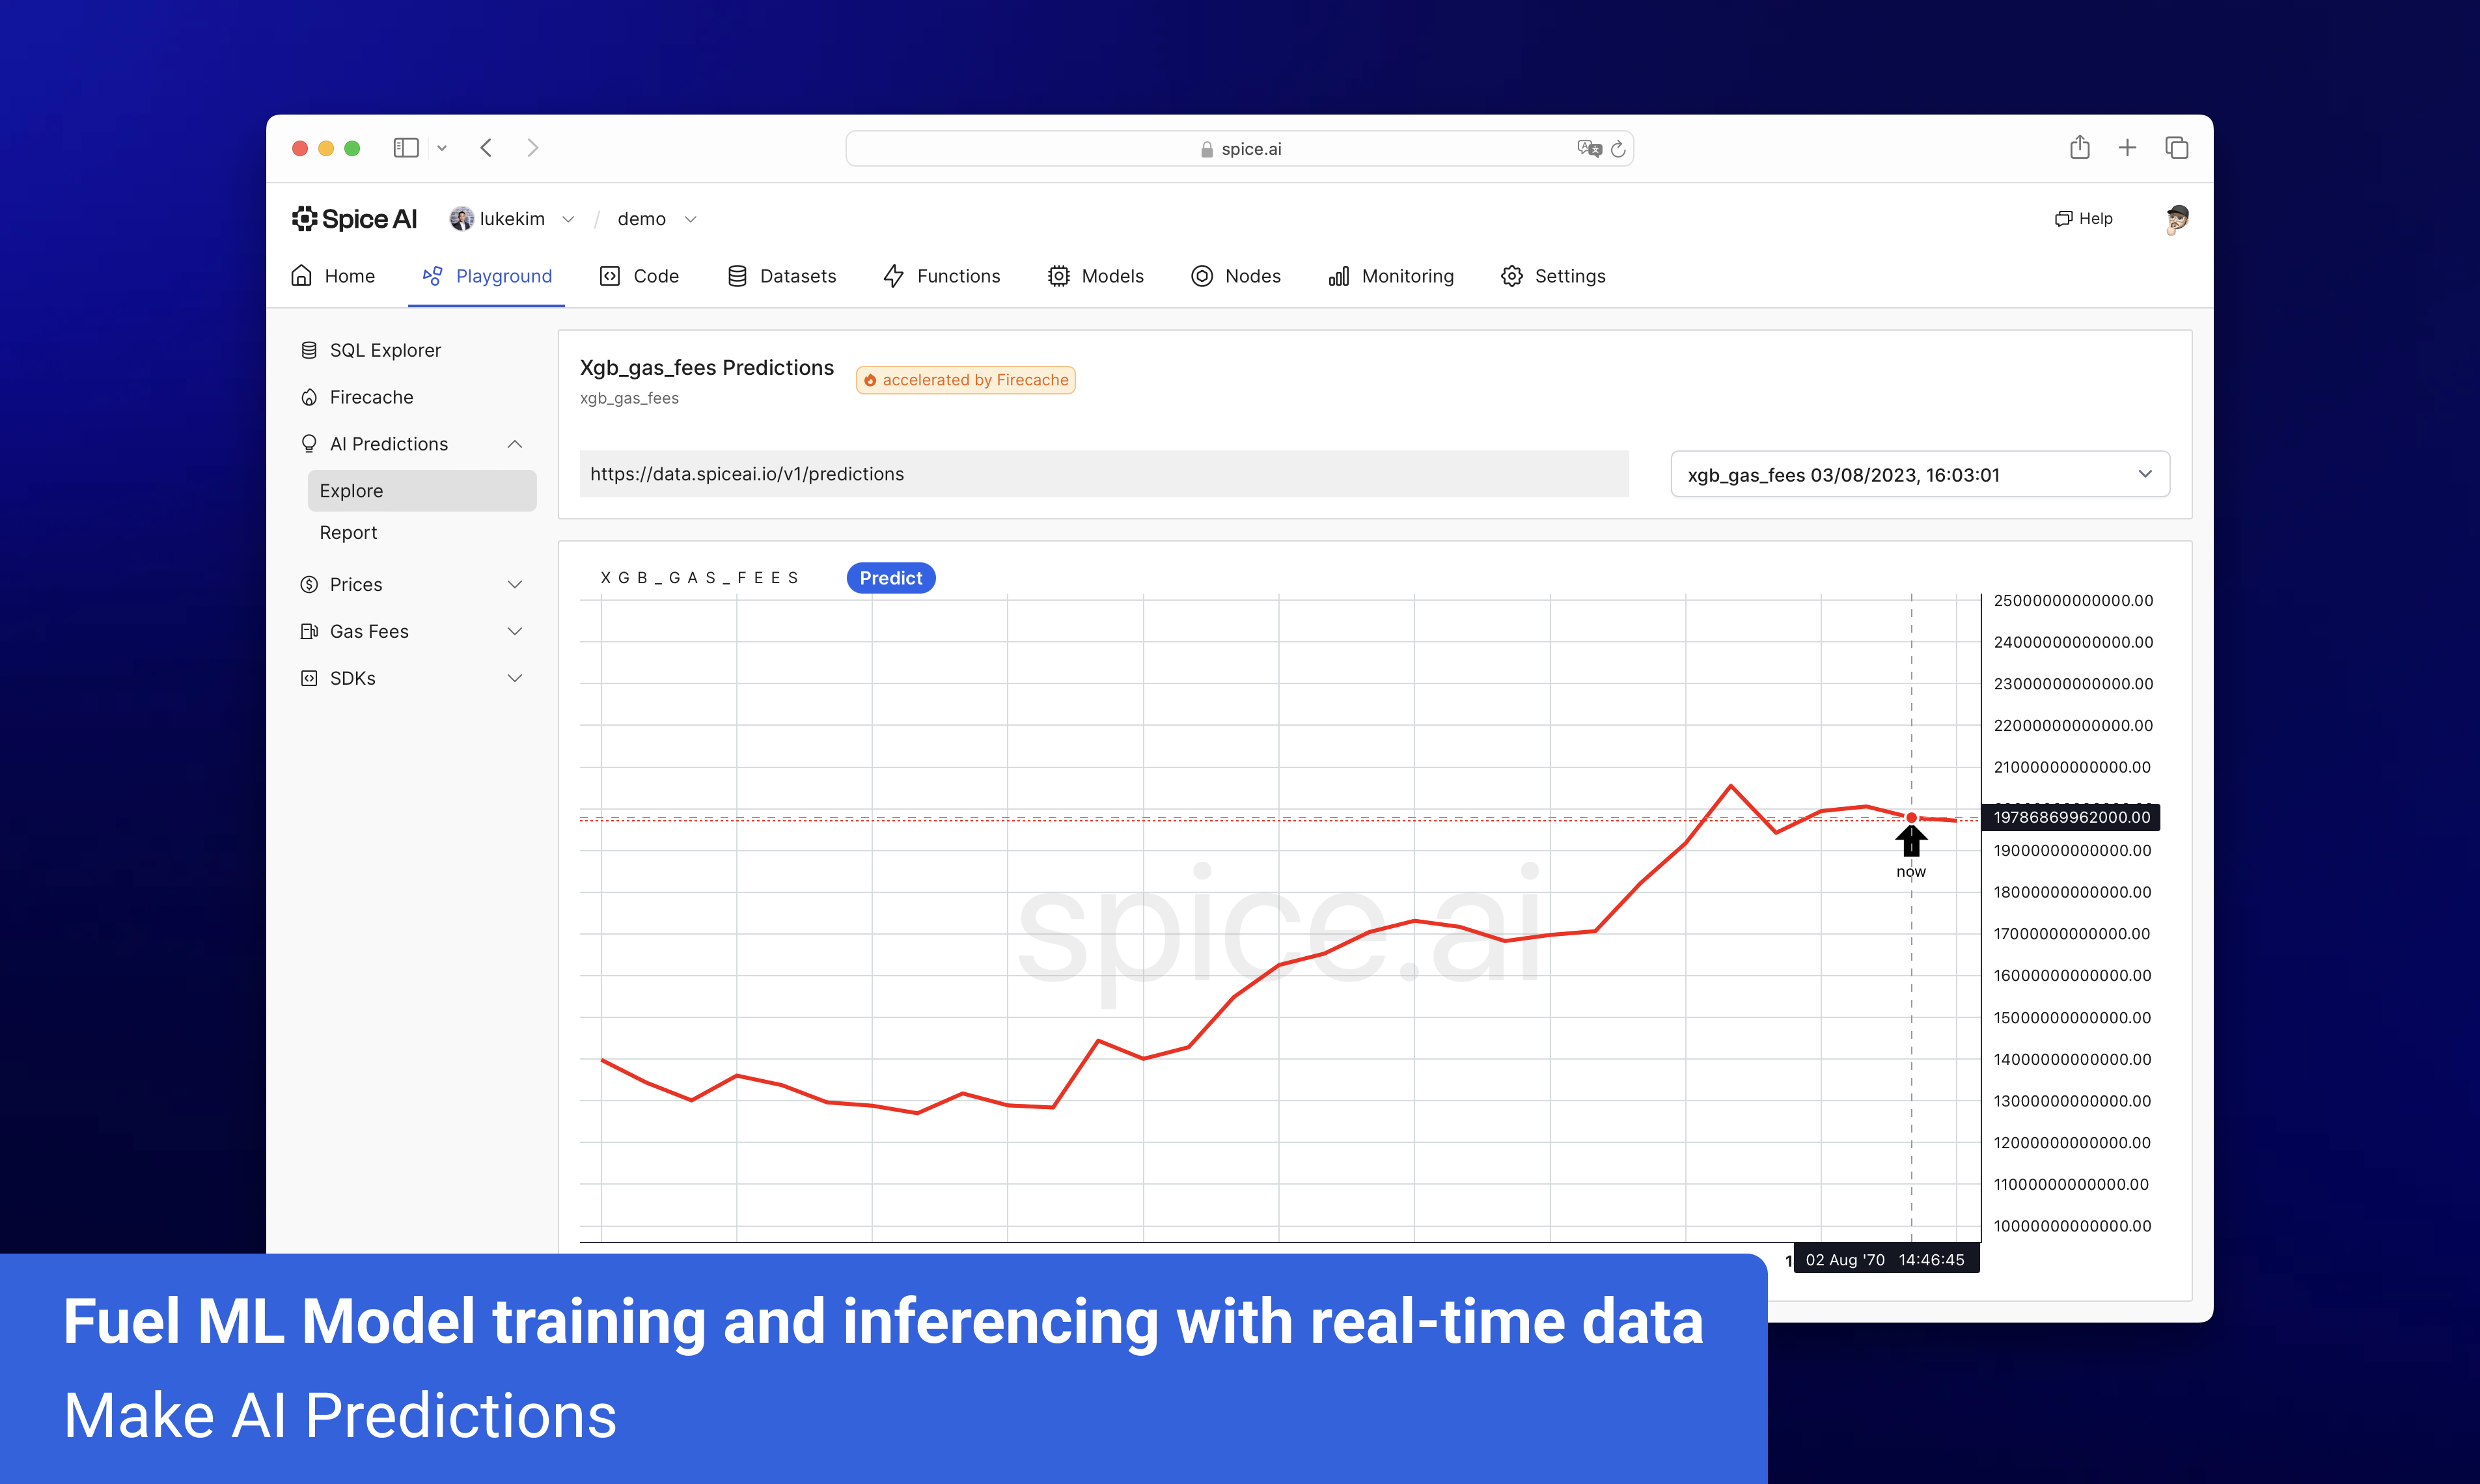 spice.ai
Spice AI
lukekim / demo
Help
Home Playground Code Datasets Functions Models Nodes Monitoring Settings
SQL Explorer
Firecache
AI Predictions
Explore
Report
Prices
Gas Fees
SDKs
Xgb_gas_fees Predictions
accelerated by Firecache
xgb_gas_fees
https://data.spiceai.io/v1/predictions
xgb_gas_fees 03/08/2023, 16:03:01
XGB_GAS_FEES
Predict
25000000000000.00
24000000000000.00
23000000000000.00
22000000000000.00
21000000000000.00
19786869962000.00
19000000000000.00
now
18000000000000.00
17000000000000.00
spice.ai
16000000000000.00
15000000000000.00
14000000000000.00
13000000000000.00
12000000000000.00
11000000000000.00
10000000000000.00
1
02 Aug '70 14:46:45
Fuel ML Model training and inferencing with real-time data
Make AI Predictions